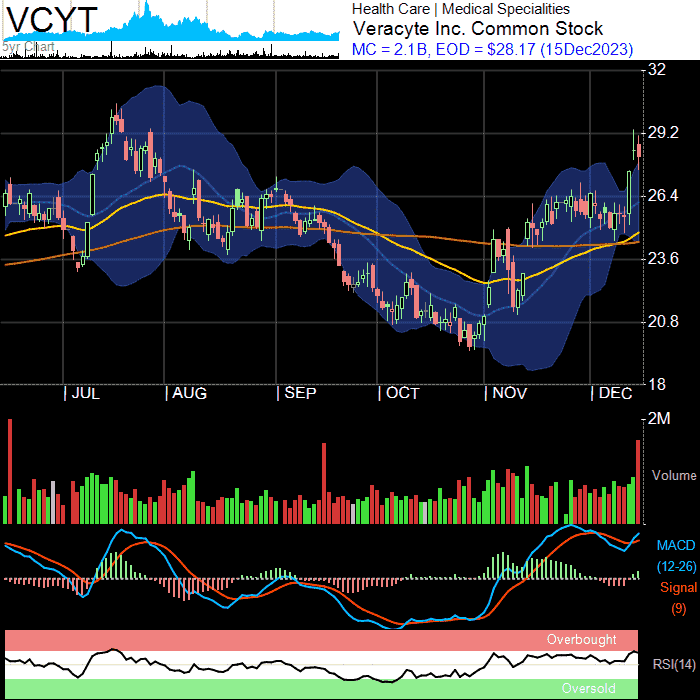 VCYT
5yr Chart
Health Care | Medical Specialities
Veracyte Inc. Common Stock
MC = 2.1B, EOD = $28.17 (15Dec2023)
32
29.2
26.4
23.6
20.8
18
| JUL | AUG | SEP | OCT | NOV | DEC
2M
Volume
MACD
(12-26)
Signal
(9)
Overbought
RSI(14)
Oversold